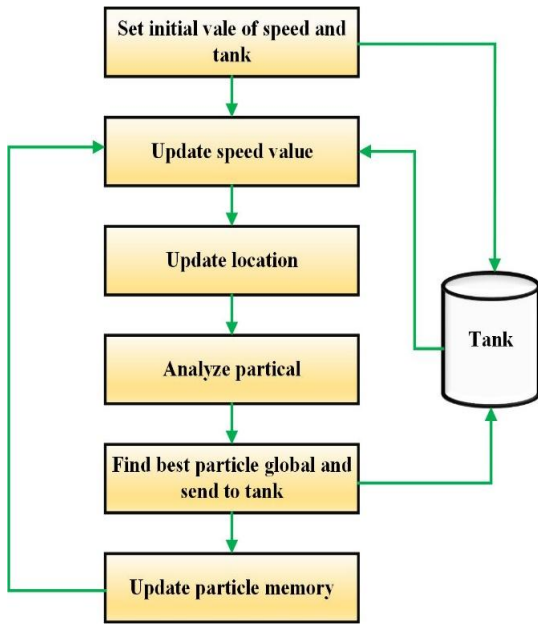 Set initial vale of speed and
tank
Update speed value
Update location
Tank
Analyze partical
Find best particle global and
send to tank
Update particle memory